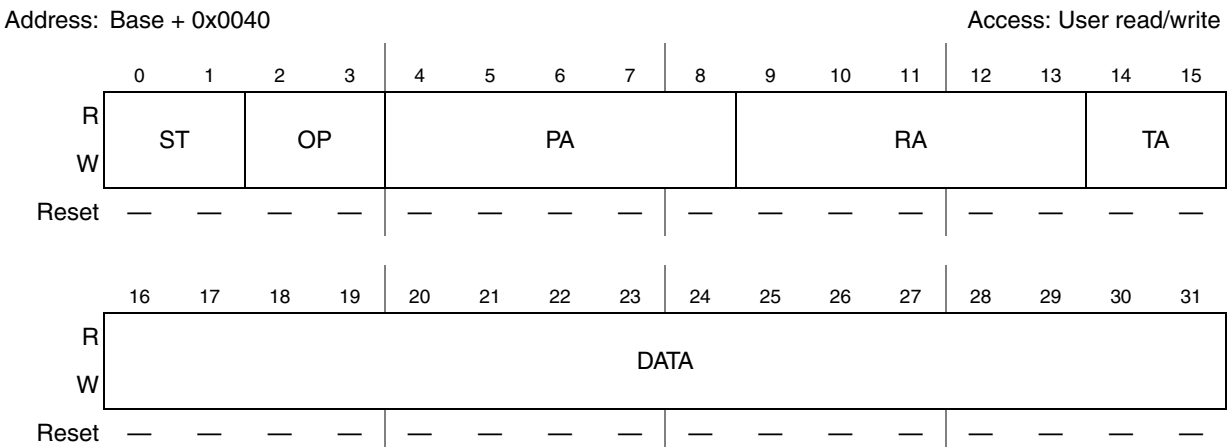 Address: Base + 0x0040 Access: User read/write
0 1 2 3 4 5 6 7 8 9 10 11 12 13 14 15
R
ST OP PA RA TA
W
Reset — — — — — — — — — — — — — — — —
16 17 18 19 20 21 22 23 24 25 26 27 28 29 30 31
R
DATA
W
Reset — — — — — — — — — — — — — — — —